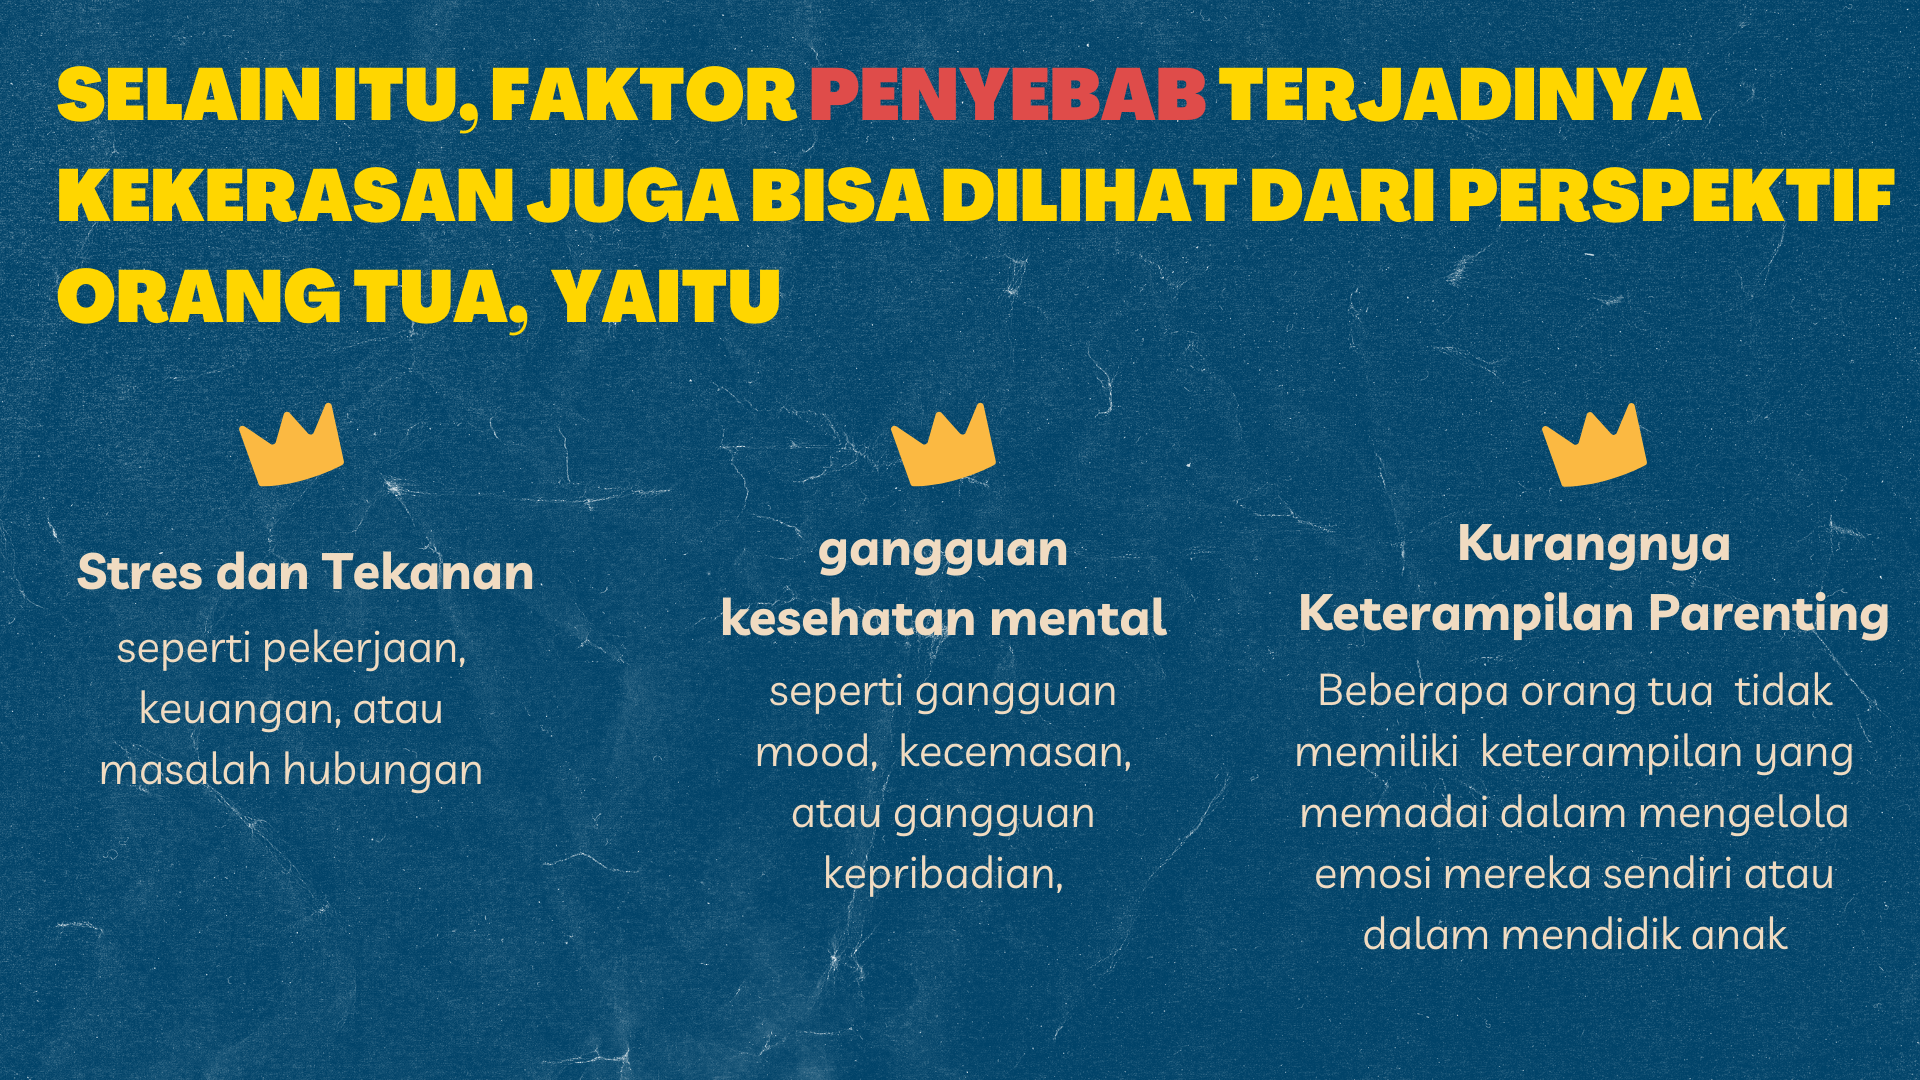 SELAIN ITU, FAKTOR PENYEBAB TERJADINYA
KEKERASAN JUGA BISA DILIHAT DARI PERSPEKTIF
ORANG TUA, YAITU
Stres dan Tekanan
seperti pekerjaan,
keuangan, atau
masalah hubungan
gangguan
kesehatan mental
seperti gangguan
mood, kecemasan,
atau gangguan
kepribadian,
Kurangnya
Keterampilan Parenting
Beberapa orang tua tidak
memiliki keterampilan yang
memadai dalam mengelola
emosi mereka sendiri atau
dalam mendidik anak